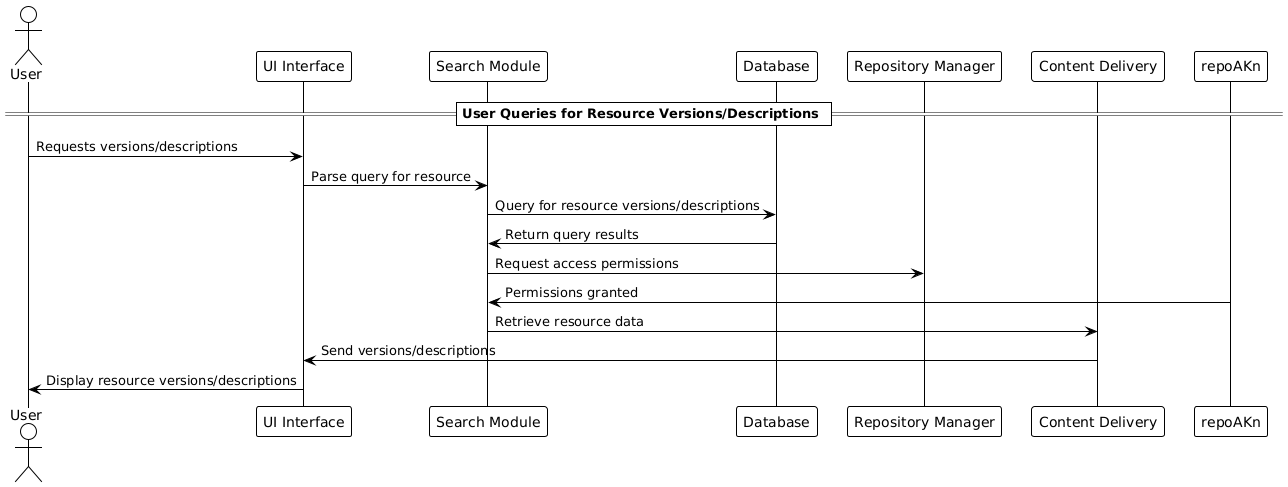 User
UI Interface
Search Module
Database
Repository Manager
Content Delivery
repoAKn
User Queries for Resource Versions/Descriptions
Requests versions/descriptions
Parse query for resource
Query for resource versions/descriptions
Return query results
Request access permissions
Permissions granted
Retrieve resource data
Send versions/descriptions
Display resource versions/descriptions
User
UI Interface
Search Module
Database
Repository Manager
Content Delivery
repoAKn